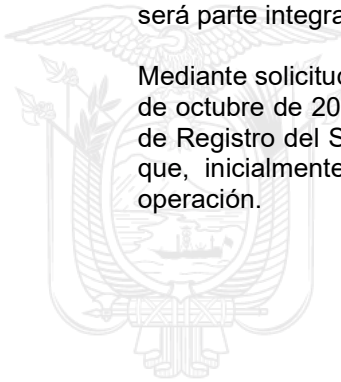 será parte integra
Mediante solicitud
de octubre de 20
de Registro del S
que, inicialmente
operación.